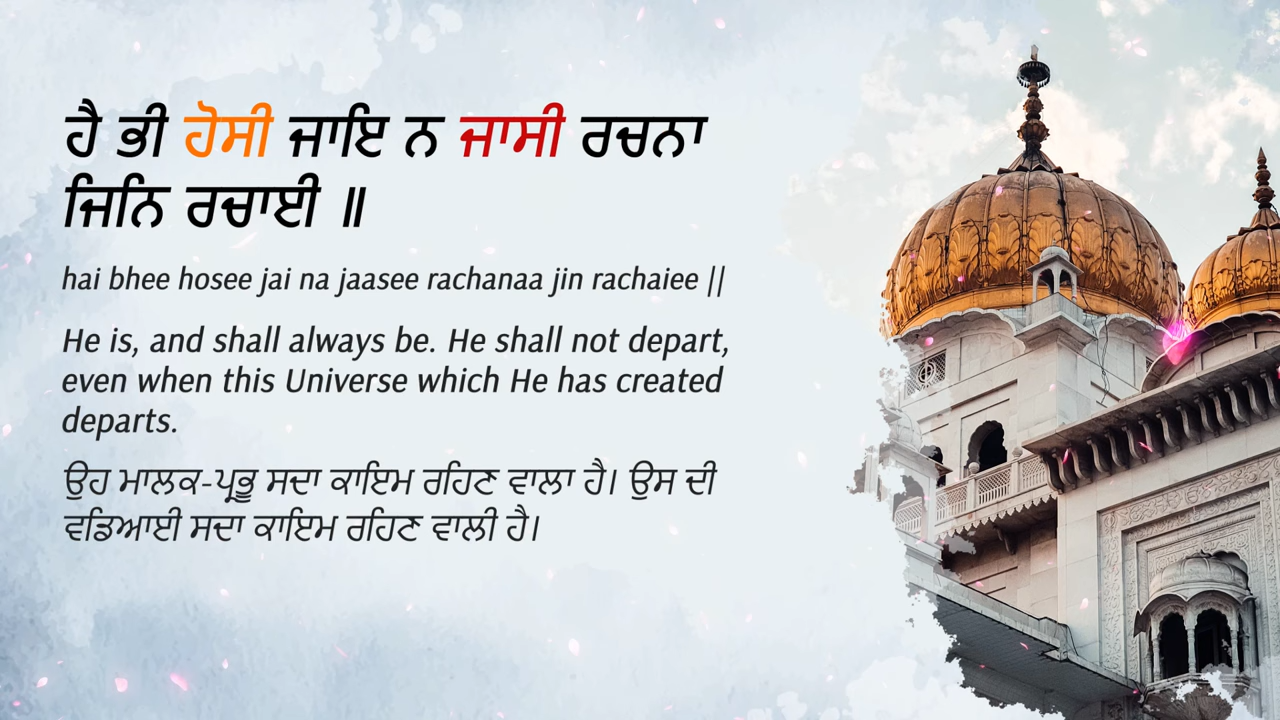 ਹੈ ਭੀ ਹੋਸੀ ਜਾਇ ਨ ਜਾਸੀ ਰਚਨਾ
ਜਿਨਿ ਰਚਾਈ ॥
hai bhee hosee jai na jaasee rachanaa jin rachaiee ||
He is, and shall always be. He shall not depart,
even when this Universe which He has created
departs.
ਉਹ ਮਾਲਕ-ਪ੍ਰਭੂ ਸਦਾ ਕਾਇਮ ਰਹਿਣ ਵਾਲਾ ਹੈ। ਉਸ ਦੀ
ਵਡਿਆਈ ਸਦਾ ਕਾਇਮ ਰਹਿਣ ਵਾਲੀ ਹੈ।